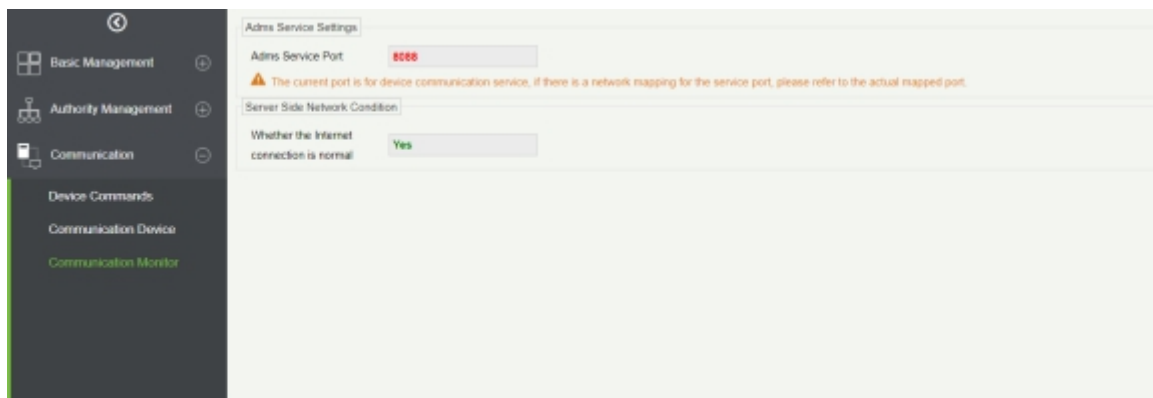 Adms Service Settings
Basic Management
Adms Service Port 8088
The current port is for device communication service, if there is a network mapping for the service port, please refer to the actual mapped port.
Authority Management
Server Side Network Condition
Whether the Internet
connection is normal
Yes
Communication
Device Commands
Communication Device
Communication Monitor